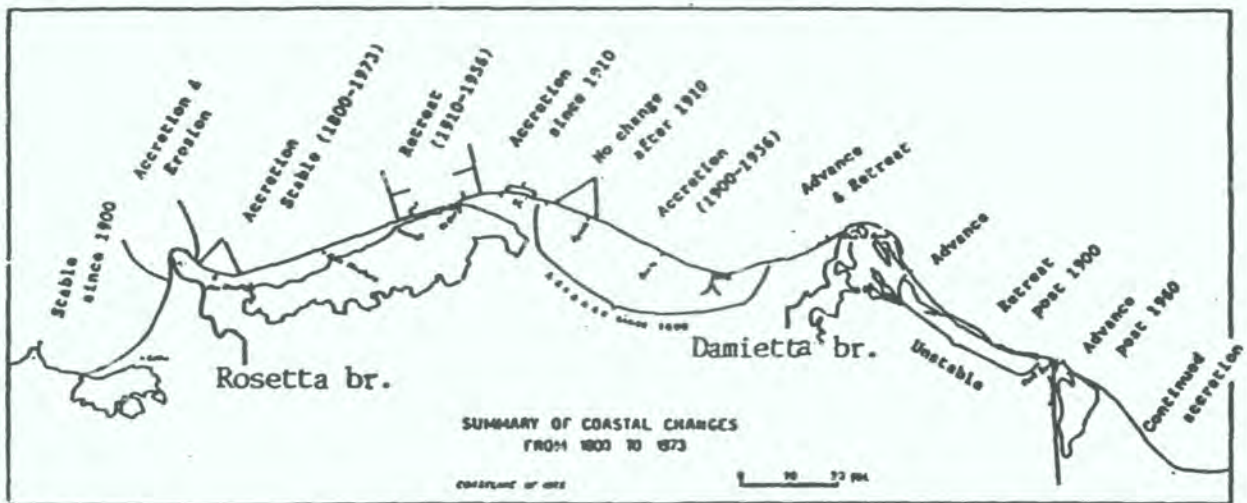 Stable
since 1900
Accretion &
Erosion
Accretion
Stable (1800-1973)
Retreat
(1910-1956)
Accretion
since 1910
No change
after 1910
Accretion
(1900-1956)
Advance
& Retreat
Advance
Retreat
post 1900
Advance
post 1960
Continued
accretion
Unstable
Rosetta br.
Damietta br.
SUMMARY OF COASTAL CHANGES
FROM 1800 TO 1973